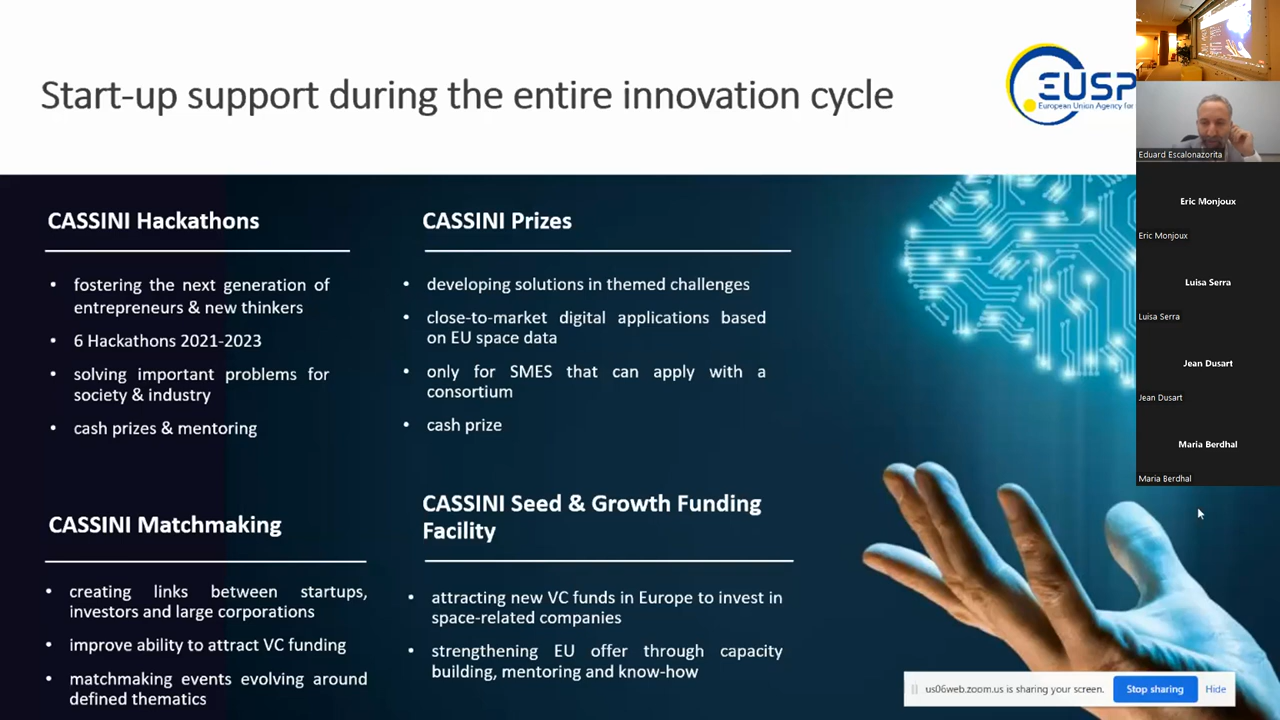 Start-up support during the entire innovation cycle
EUSP
European Union Agency for
CASSINI Hackathons
fostering the next generation of
entrepreneurs & new thinkers
6 Hackathons 2021-2023
solving important problems for
society & industry
cash prizes & mentoring
CASSINI Prizes
developing solutions in themed challenges
close-to-market digital applications based
on EU space data
only for SMES that can apply with a
consortium
cash prize
CASSINI Matchmaking
creating links between startups,
investors and large corporations
improve ability to attract VC funding
matchmaking events evolving around
defined thematics
CASSINI Seed & Growth Funding
Facility
attracting new VC funds in Europe to invest in
space-related companies
strengthening EU offer through capacity
building, mentoring and know-how
Eduard Escalonazorita
Eric Monjoux
Eric Monjoux
Luisa Serra
Luisa Serra
Jean Dusart
Jean Dusart
Maria Berdhal
Maria Berdhal
us06web.zoom.us is sharing your screen.
Stop sharing
Hide